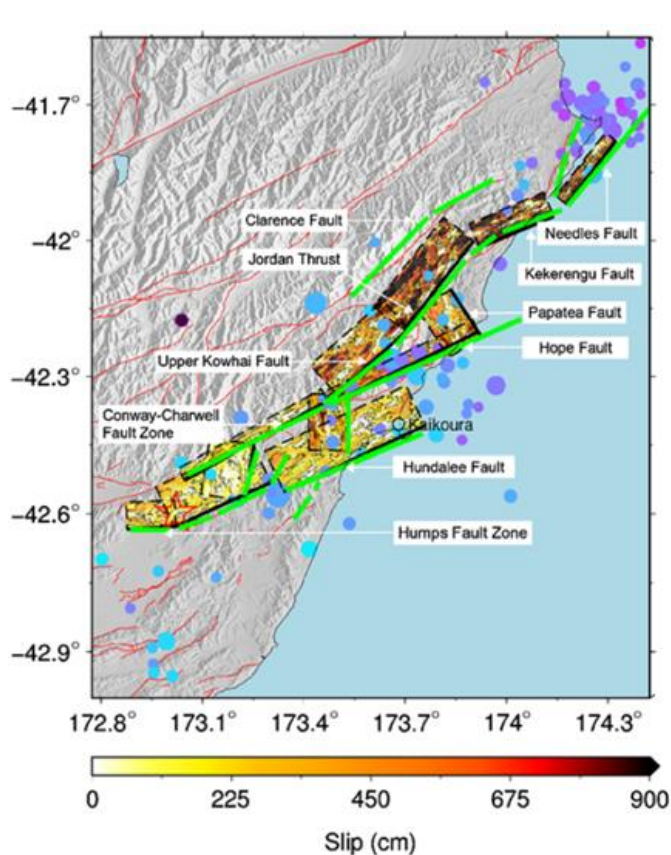 −41.7°
−42°
−42.3°
−42.6°
−42.9°
Clarence Fault
Jordan Thrust
Needles Fault
Kekerengu Fault
Papatea Fault
Hope Fault
Upper Kowhai Fault
Conway-Charwell
Fault Zone
Kaikoura
Hundalee Fault
Humps Fault Zone
172.8° 173.1° 173.4° 173.7° 174° 174.3°
0 225 450 675 900
Slip (cm)